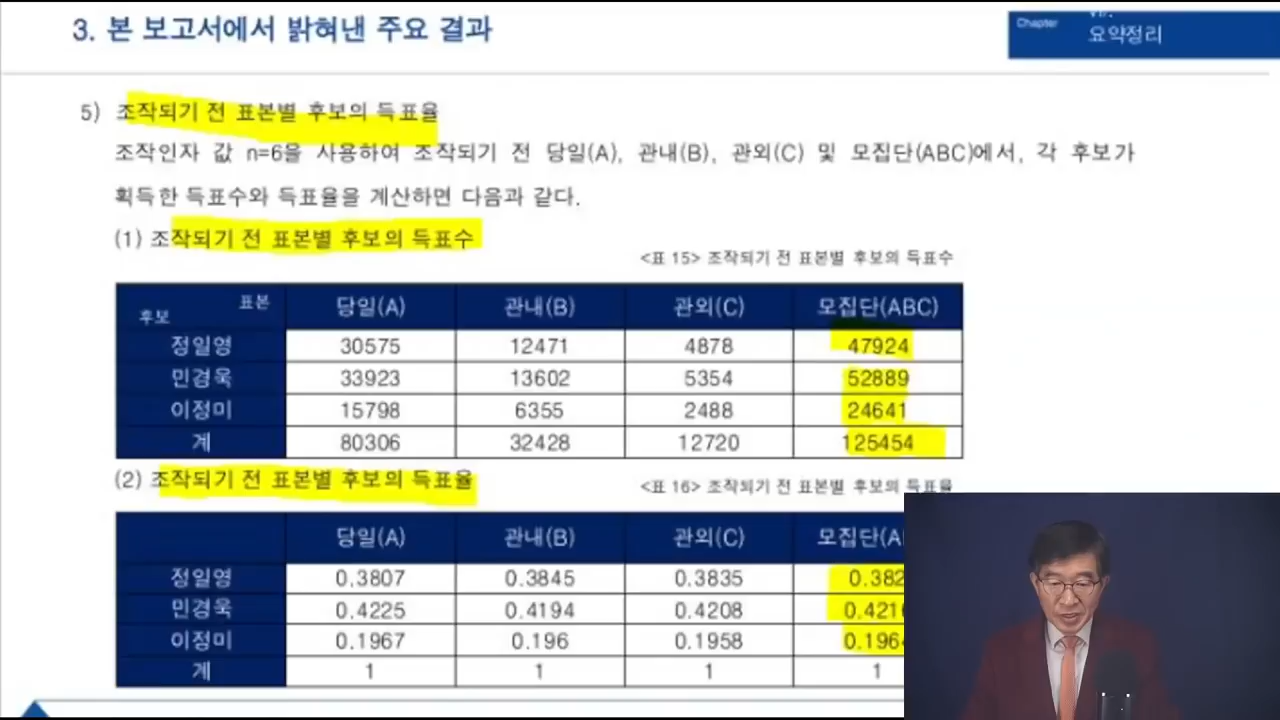 3. 본 보고서에서 밝혀낸 주요 결과
Chapter
요약정리
5) 조작되기 전 표본별 후보의 득표율
조작인자 값 n=6을 사용하여 조작되기 전 당일(A), 관내(B), 관외(C) 및 모집단(ABC)에서, 각 후보가
획득한 득표수와 득표율을 계산하면 다음과 같다.
(1) 조작되기 전 표본별 후보의 득표수
<표 15> 조작되기 전 표본별 후보의 득표수
표본 후보 당일(A) 관내(B) 관외(C) 모집단(ABC)
정일영 30575 12471 4878 47924
민경욱 33923 13602 5354 52889
이정미 15798 6355 2488 24641
계 80306 32428 12720 125454
(2) 조작되기 전 표본별 후보의 득표율
<표 16> 조작되기 전 표본별 후보의 득표율
당일(A) 관내(B) 관외(C)
정일영 0.3807 0.3845 0.3835 0.382
민경욱 0.4225 0.4194 0.4208 0.421
이정미 0.1967 0.196 0.1958 0.196
계 1 1 1 1